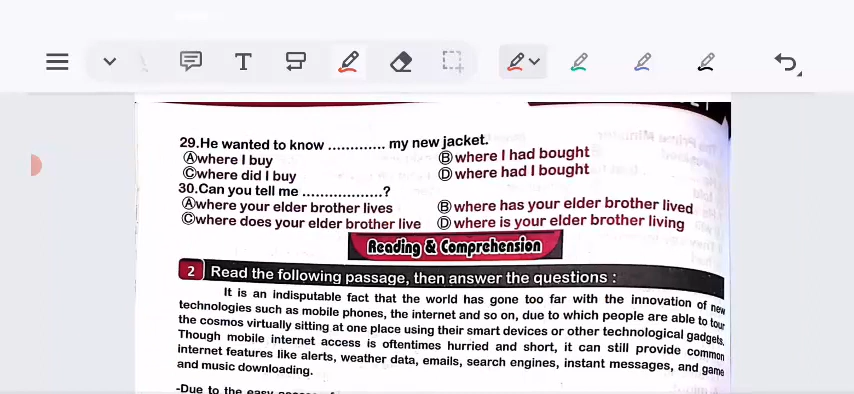 T
29.He wanted to know ............. my new jacket.
Ⓐwhere I buy Ⓑwhere I had bought
Ⓒwhere did I buy Ⓓwhere had I bought
30.Can you tell me ..................?
Ⓐwhere your elder brother lives Ⓑwhere has your elder brother lived
Ⓒwhere does your elder brother live Ⓓwhere is your elder brother living
Reading & Comprehension
2 Read the following passage, then answer the questions :
It is an indisputable fact that the world has gone too far with the innovation of new
technologies such as mobile phones, the internet and so on, due to which people are able to tour
the cosmos virtually sitting at one place using their smart devices or other technological gadgets.
Though mobile internet access is oftentimes hurried and short, it can still provide common
internet features like alerts, weather data, emails, search engines, instant messages, and game
and music downloading.
-Due to the easy